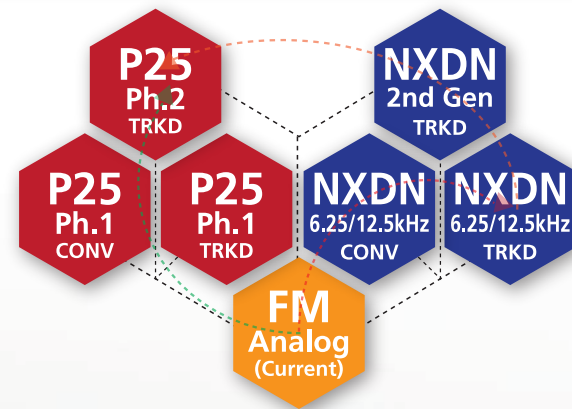 P25
Ph.2
TRKD
NXDN
2nd Gen
TRKD
P25
Ph.1
CONV
P25
Ph.1
TRKD
NXDN
6.25/12.5kHz
CONV
NXDN
6.25/12.5kHz
TRKD
FM
Analog
(Current)